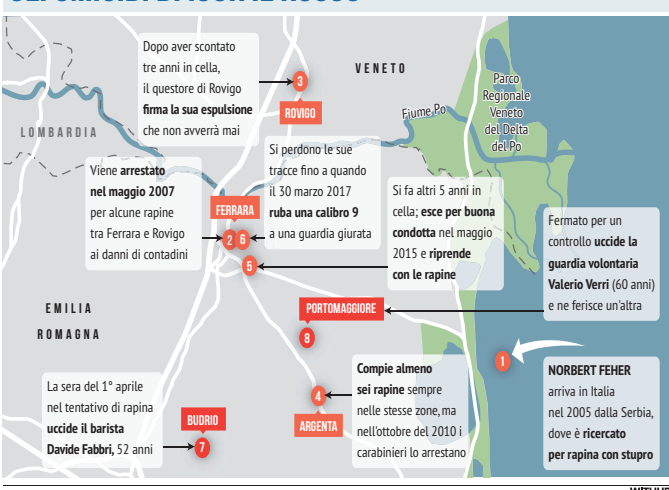 Dopo aver scontato
tre anni in cella,
il questore di Rovigo
firma la sua espulsione
che non avverrà mai
3
ROVIGO
VENETO
Parco
Regionale
Veneto
del Delta
del Po
Fiume Po
LOMBARDIA
Viene arrestato
nel maggio 2007
per alcune rapine
tra Ferrara e Rovigo
ai danni di contadini
FERRARA
2
6
Si perdono le sue
tracce fino a quando
il 30 marzo 2017
ruba una calibro 9
a una guardia giurata
5
Si fa altri 5 anni in
cella; esce per buona
condotta nel maggio
2015 e riprende
con le rapine
Fermato per un
controllo uccide la
guardia volontaria
Valerio Verri (60 anni)
e ne ferisce un'altra
EMILIA
ROMAGNA
PORTOMAGGIORE
8
1
NORBERT FEHER
arriva in Italia
nel 2005 dalla Serbia,
dove è ricercato
per rapina con stupro
Compie almeno
sei rapine sempre
nelle stesse zone, ma
nell'ottobre del 2010 i
carabinieri lo arrestano
4
ARGENTA
La sera del 1° aprile
nel tentativo di rapina
uccide il barista
Davide Fabbri, 52 anni
BUDRIO
7